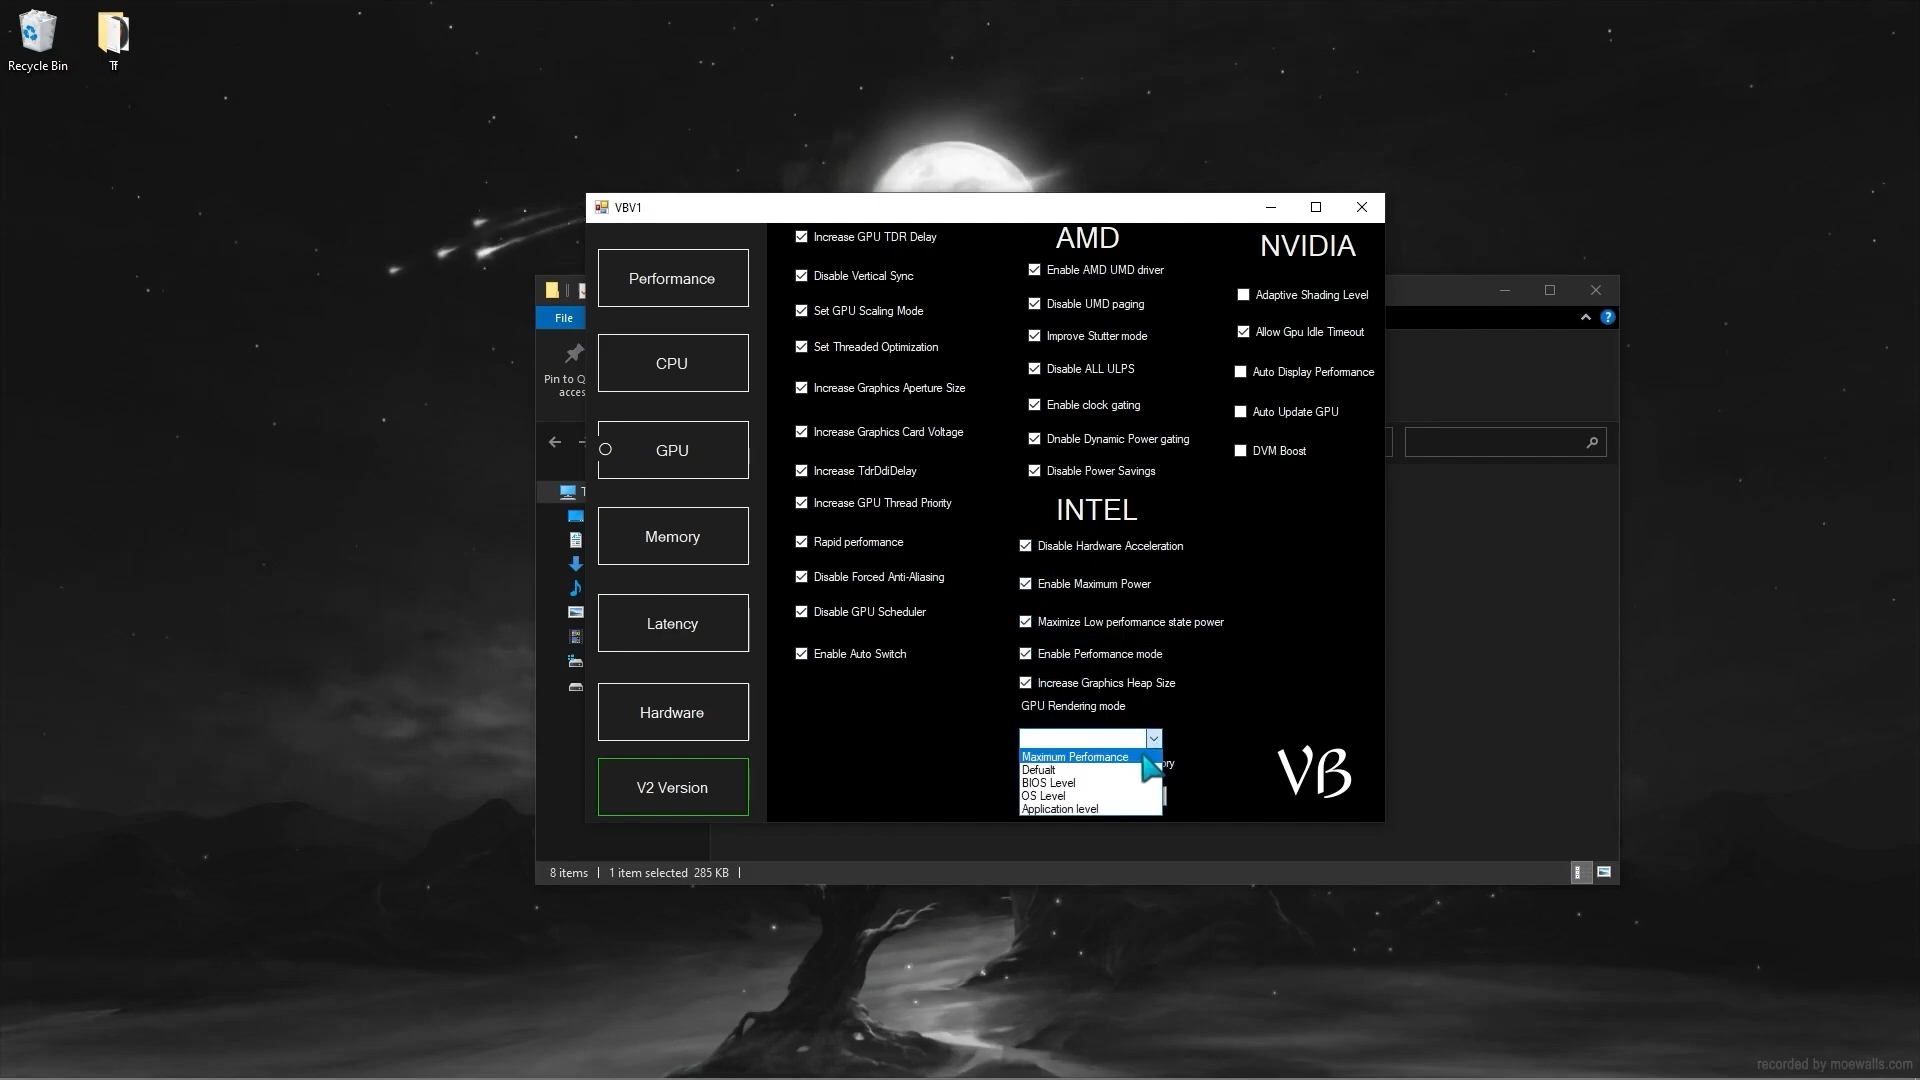 Recycle Bin
Tf
VBV1
File
Pin to Q
acces
Performance
CPU
GPU
Memory
Latency
Hardware
V2 Version
Increase GPU TDR Delay
Disable Vertical Sync
Set GPU Scaling Mode
Set Threaded Optimization
Increase Graphics Aperture Size
Increase Graphics Card Voltage
Increase TdrDdiDelay
Increase GPU Thread Priority
Rapid performance
Disable Forced Anti-Aliasing
Disable GPU Scheduler
Enable Auto Switch
AMD
Enable AMD UMD driver
Disable UMD paging
Improve Stutter mode
Disable ALL ULPS
Enable clock gating
Dnable Dynamic Power gating
Disable Power Savings
INTEL
Disable Hardware Acceleration
Enable Maximum Power
Maximize Low performance state power
Enable Performance mode
Increase Graphics Heap Size
GPU Rendering mode
Maximum Performance
Defualt
BIOS Level
OS Level
Application level
ory
NVIDIA
Adaptive Shading Level
Allow Gpu Idle Timeout
Auto Display Performance
Auto Update GPU
DVM Boost
VB
8 items
1 item selected 285 KB
recorded by moewalls.com